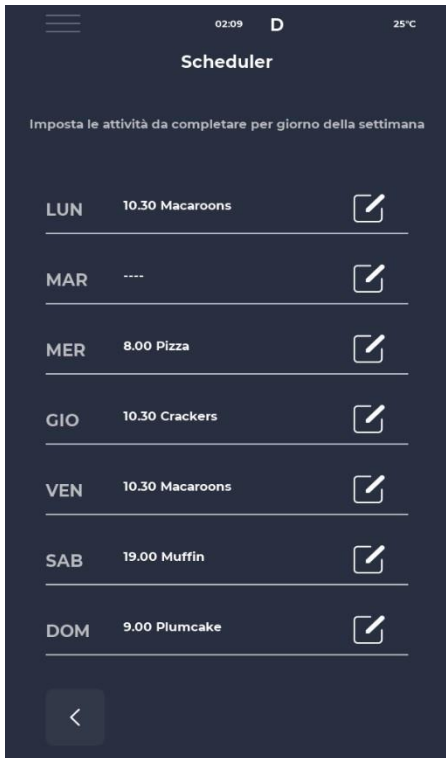 02:09 D 25°C
Scheduler
Imposta le attività da completare per giorno della settimana
LUN 10.30 Macaroons
MAR ----
MER 8.00 Pizza
GIO 10.30 Crackers
VEN 10.30 Macaroons
SAB 19.00 Muffin
DOM 9.00 Plumcake